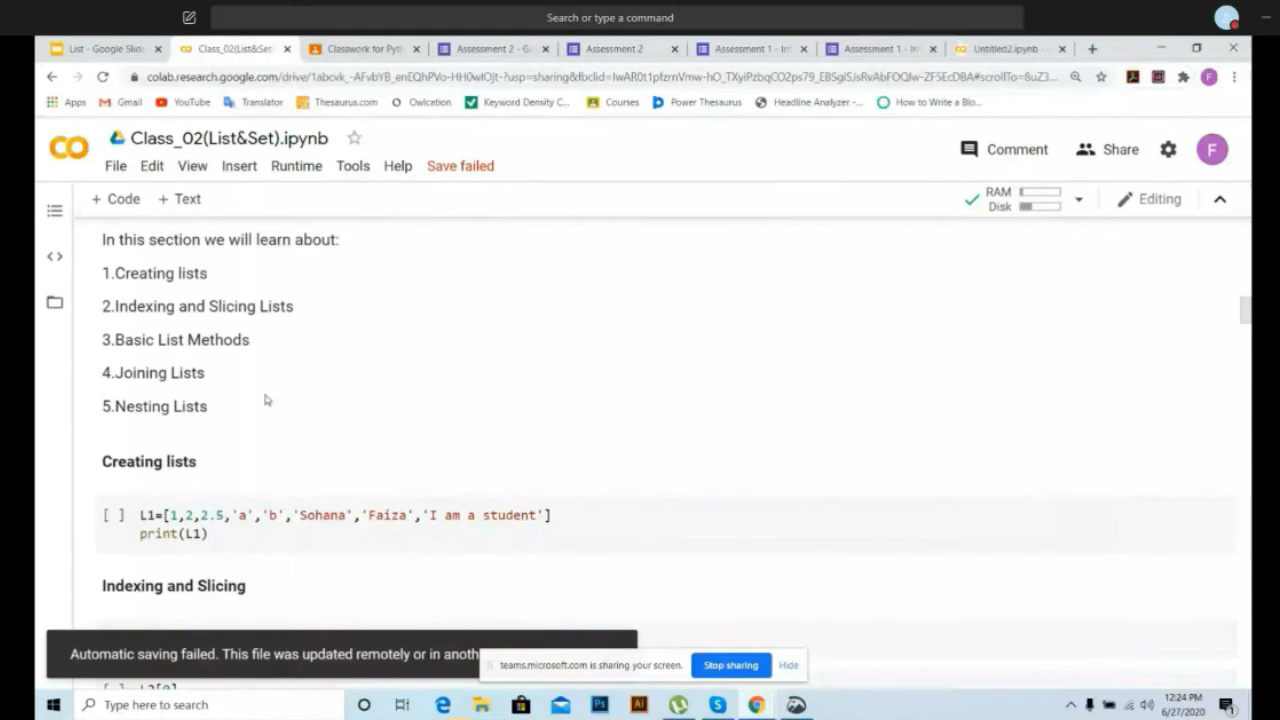 Search or type a command
List - Google Slide
Class_02(List&Set)
Classwork for Pyt
Assessment 2 - G
Assessment 2
Assessment 1 - In
Assessment 1 - In
Untitled2.ipynb
Apps
Gmail
YouTube
Translator
Thesaurus.com
Owlcation
Keyword Density C...
Courses
Power Thesaurus
Headline Analyzer -...
How to Write a Blo...
CO
Class_02(List&Set).ipynb
Comment
Share
F
File Edit View Insert Runtime Tools Help Save failed
+ Code + Text
RAM
Disk
Editing
In this section we will learn about:
1.Creating lists
2.Indexing and Slicing Lists
3.Basic List Methods
4.Joining Lists
5.Nesting Lists
Creating lists
[ ] L1=[1,2,2.5,'a','b','Sohana','Faiza','I am a student']
print(L1)
Indexing and Slicing
Automatic saving failed. This file was updated remotely or in anoth
teams.microsoft.com is sharing your screen.
Stop sharing
Hide
Type here to search
12:24 PM
6/27/2020